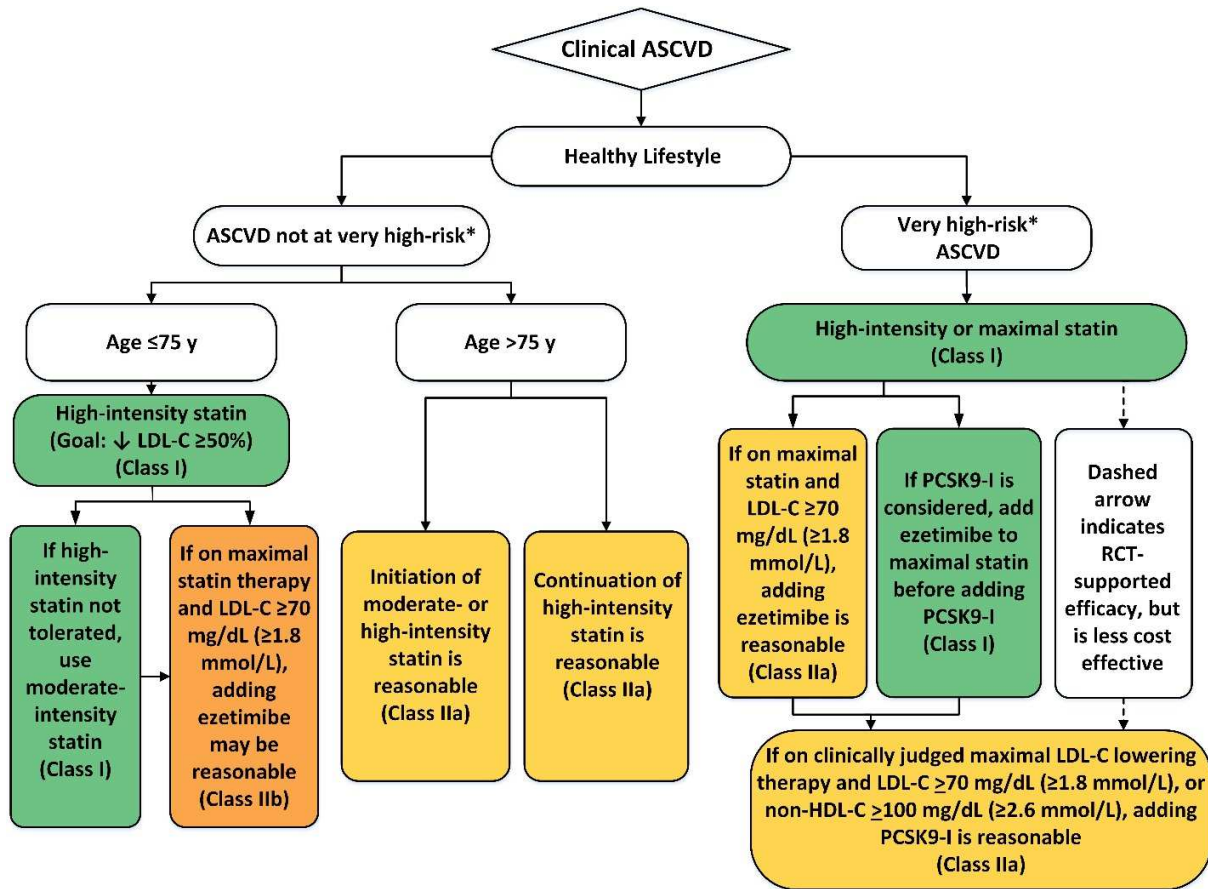 Clinical ASCVD
Healthy Lifestyle
ASCVD not at very high-risk*
Very high-risk*
ASCVD
Age ≤75 y
Age >75 y
High-intensity or maximal statin
(Class I)
High-intensity statin
(Goal: ↓ LDL-C ≥50%)
(Class I)
If high-
intensity
statin not
tolerated,
use
moderate-
intensity
statin
(Class I)
If on maximal
statin therapy
and LDL-C ≥70
mg/dL (≥1.8
mmol/L),
adding
ezetimibe
may be
reasonable
(Class IIb)
Initiation of
moderate- or
high-intensity
statin is
reasonable
(Class IIa)
Continuation of
high-intensity
statin is
reasonable
(Class IIa)
If on maximal
statin and
LDL-C ≥70
mg/dL (≥1.8
mmol/L),
adding
ezetimibe is
reasonable
(Class IIa)
If PCSK9-I is
considered, add
ezetimibe to
maximal statin
before adding
PCSK9-I
(Class I)
Dashed
arrow
indicates
RCT-
supported
efficacy, but
is less cost
effective
If on clinically judged maximal LDL-C lowering
therapy and LDL-C ≥70 mg/dL (≥1.8 mmol/L), or
non-HDL-C ≥100 mg/dL (≥2.6 mmol/L), adding
PCSK9-I is reasonable
(Class IIa)